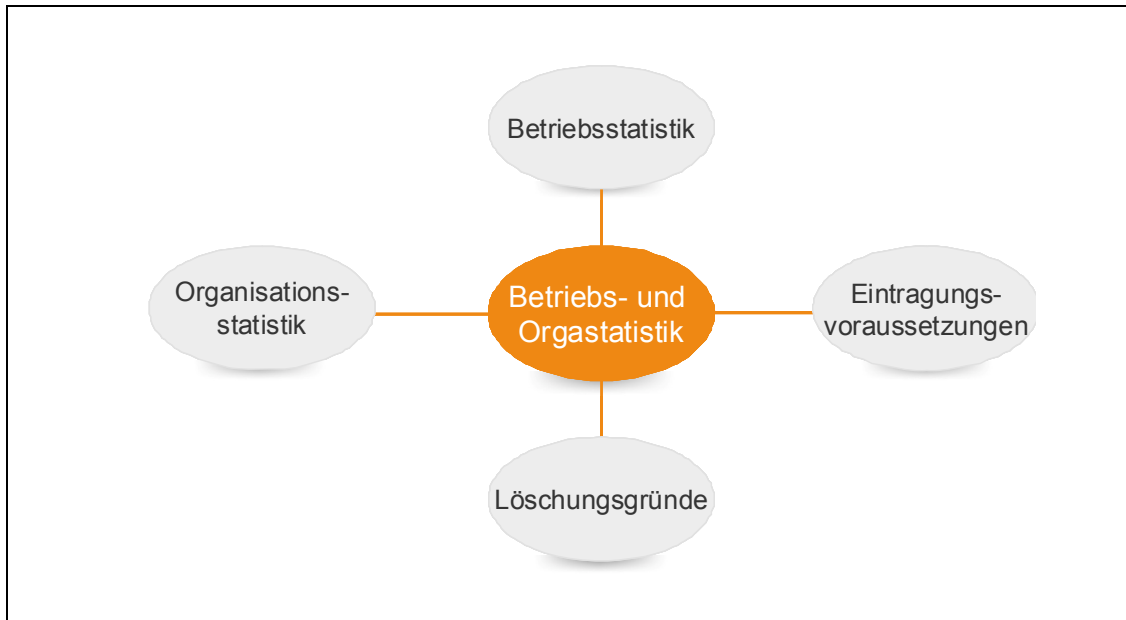 Betriebsstatistik
Organisations-
statistik
Betriebs- und
Orgastatistik
Eintragungs-
voraussetzungen
Löschungsgründe